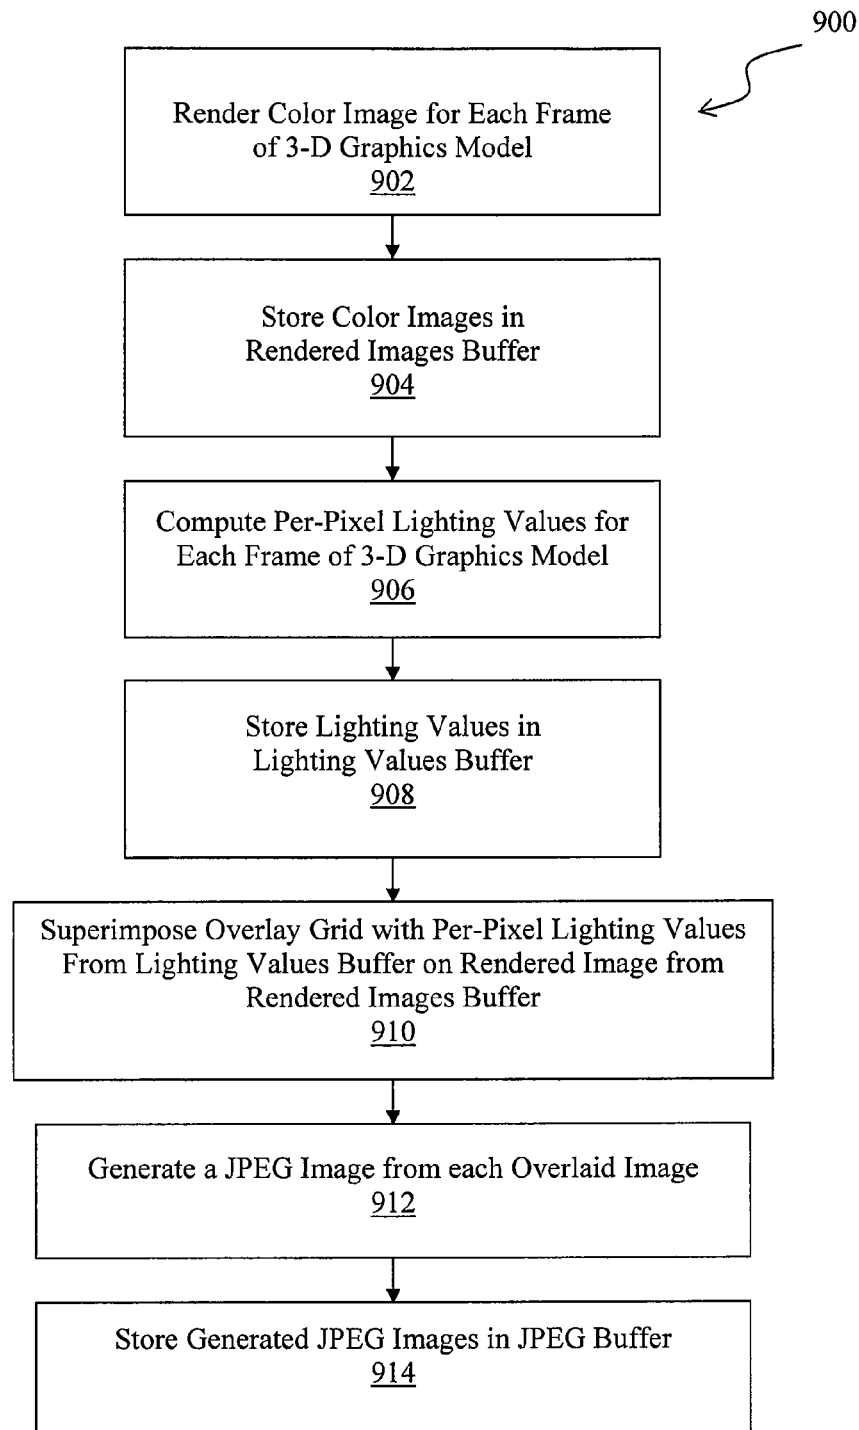 900
Render Color Image for Each Frame
of 3-D Graphics Model
902
Store Color Images in
Rendered Images Buffer
904
Compute Per-Pixel Lighting Values for
Each Frame of 3-D Graphics Model
906
Store Lighting Values in
Lighting Values Buffer
908
Superimpose Overlay Grid with Per-Pixel Lighting Values
From Lighting Values Buffer on Rendered Image from
Rendered Images Buffer
910
Generate a JPEG Image from each Overlaid Image
912
Store Generated JPEG Images in JPEG Buffer
914